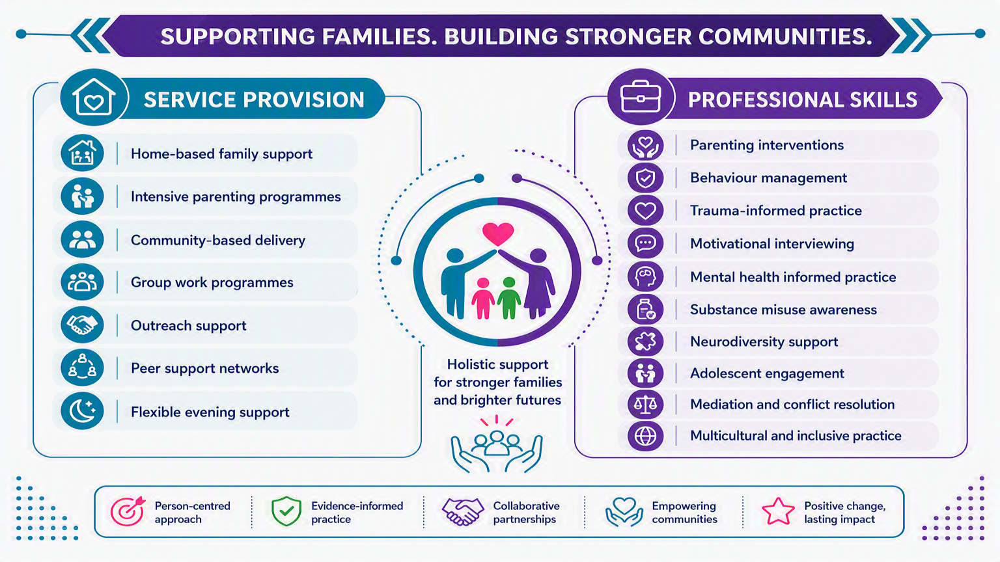 SUPPORTING FAMILIES. BUILDING STRONGER COMMUNITIES.
SERVICE PROVISION
Home-based family support
Intensive parenting programmes
Community-based delivery
Group work programmes
Outreach support
Peer support networks
Flexible evening support
Holistic support
for stronger families
and brighter futures
PROFESSIONAL SKILLS
Parenting interventions
Behaviour management
Trauma-informed practice
Motivational interviewing
Mental health informed practice
Substance misuse awareness
Neurodiversity support
Adolescent engagement
Mediation and conflict resolution
Multicultural and inclusive practice
Person-centred
approach
Evidence-informed
practice
Collaborative
partnerships
Empowering
communities
Positive change,
lasting impact